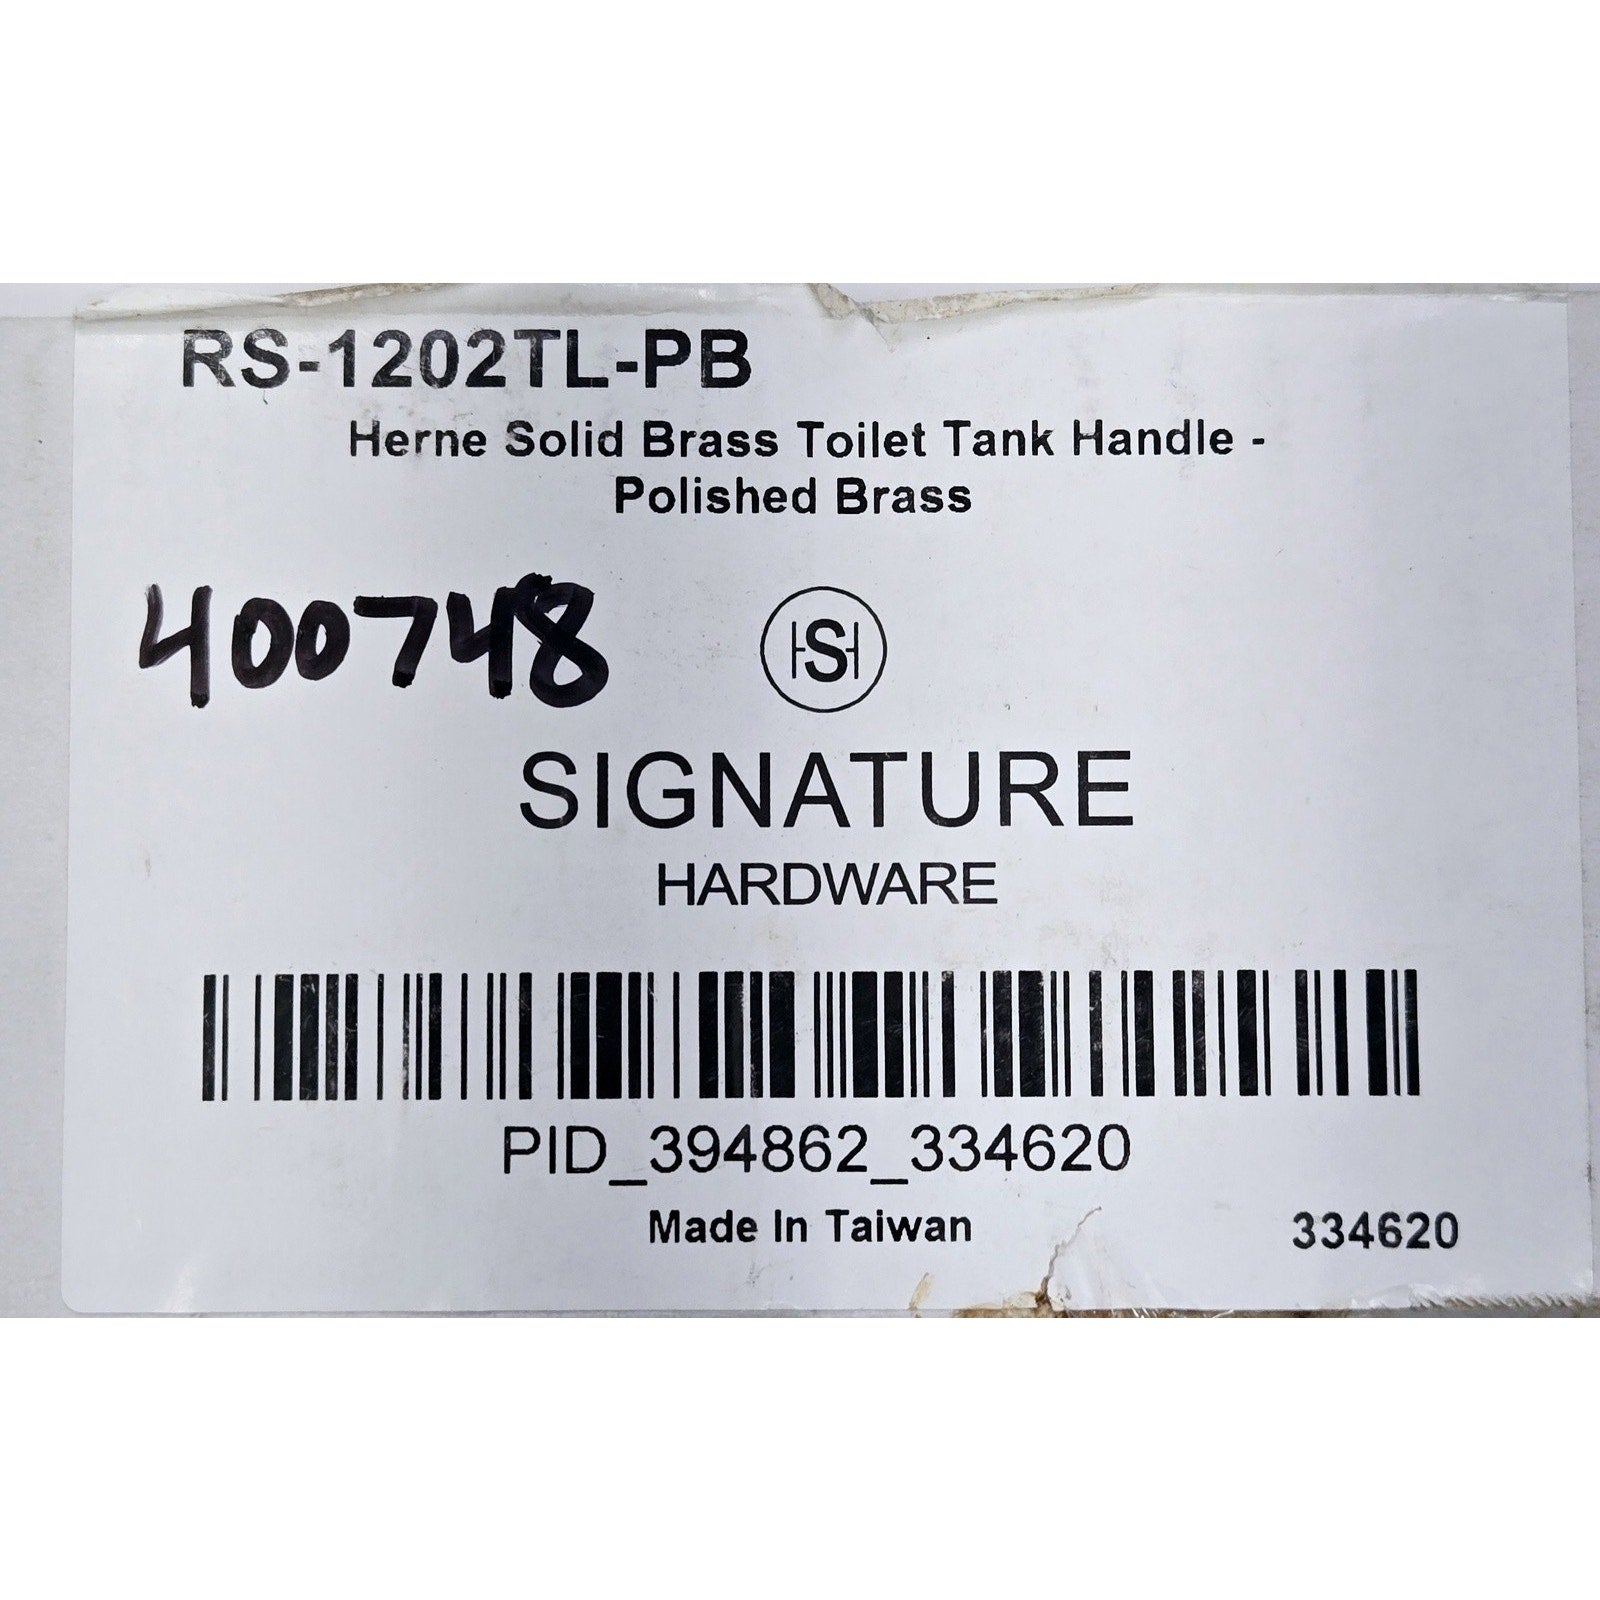 RS-1202TL-PB
Herne Solid Brass Toilet Tank Handle -
Polished Brass
400748
HSH
SIGNATURE
HARDWARE
PID_394862_334620
Made In Taiwan
334620